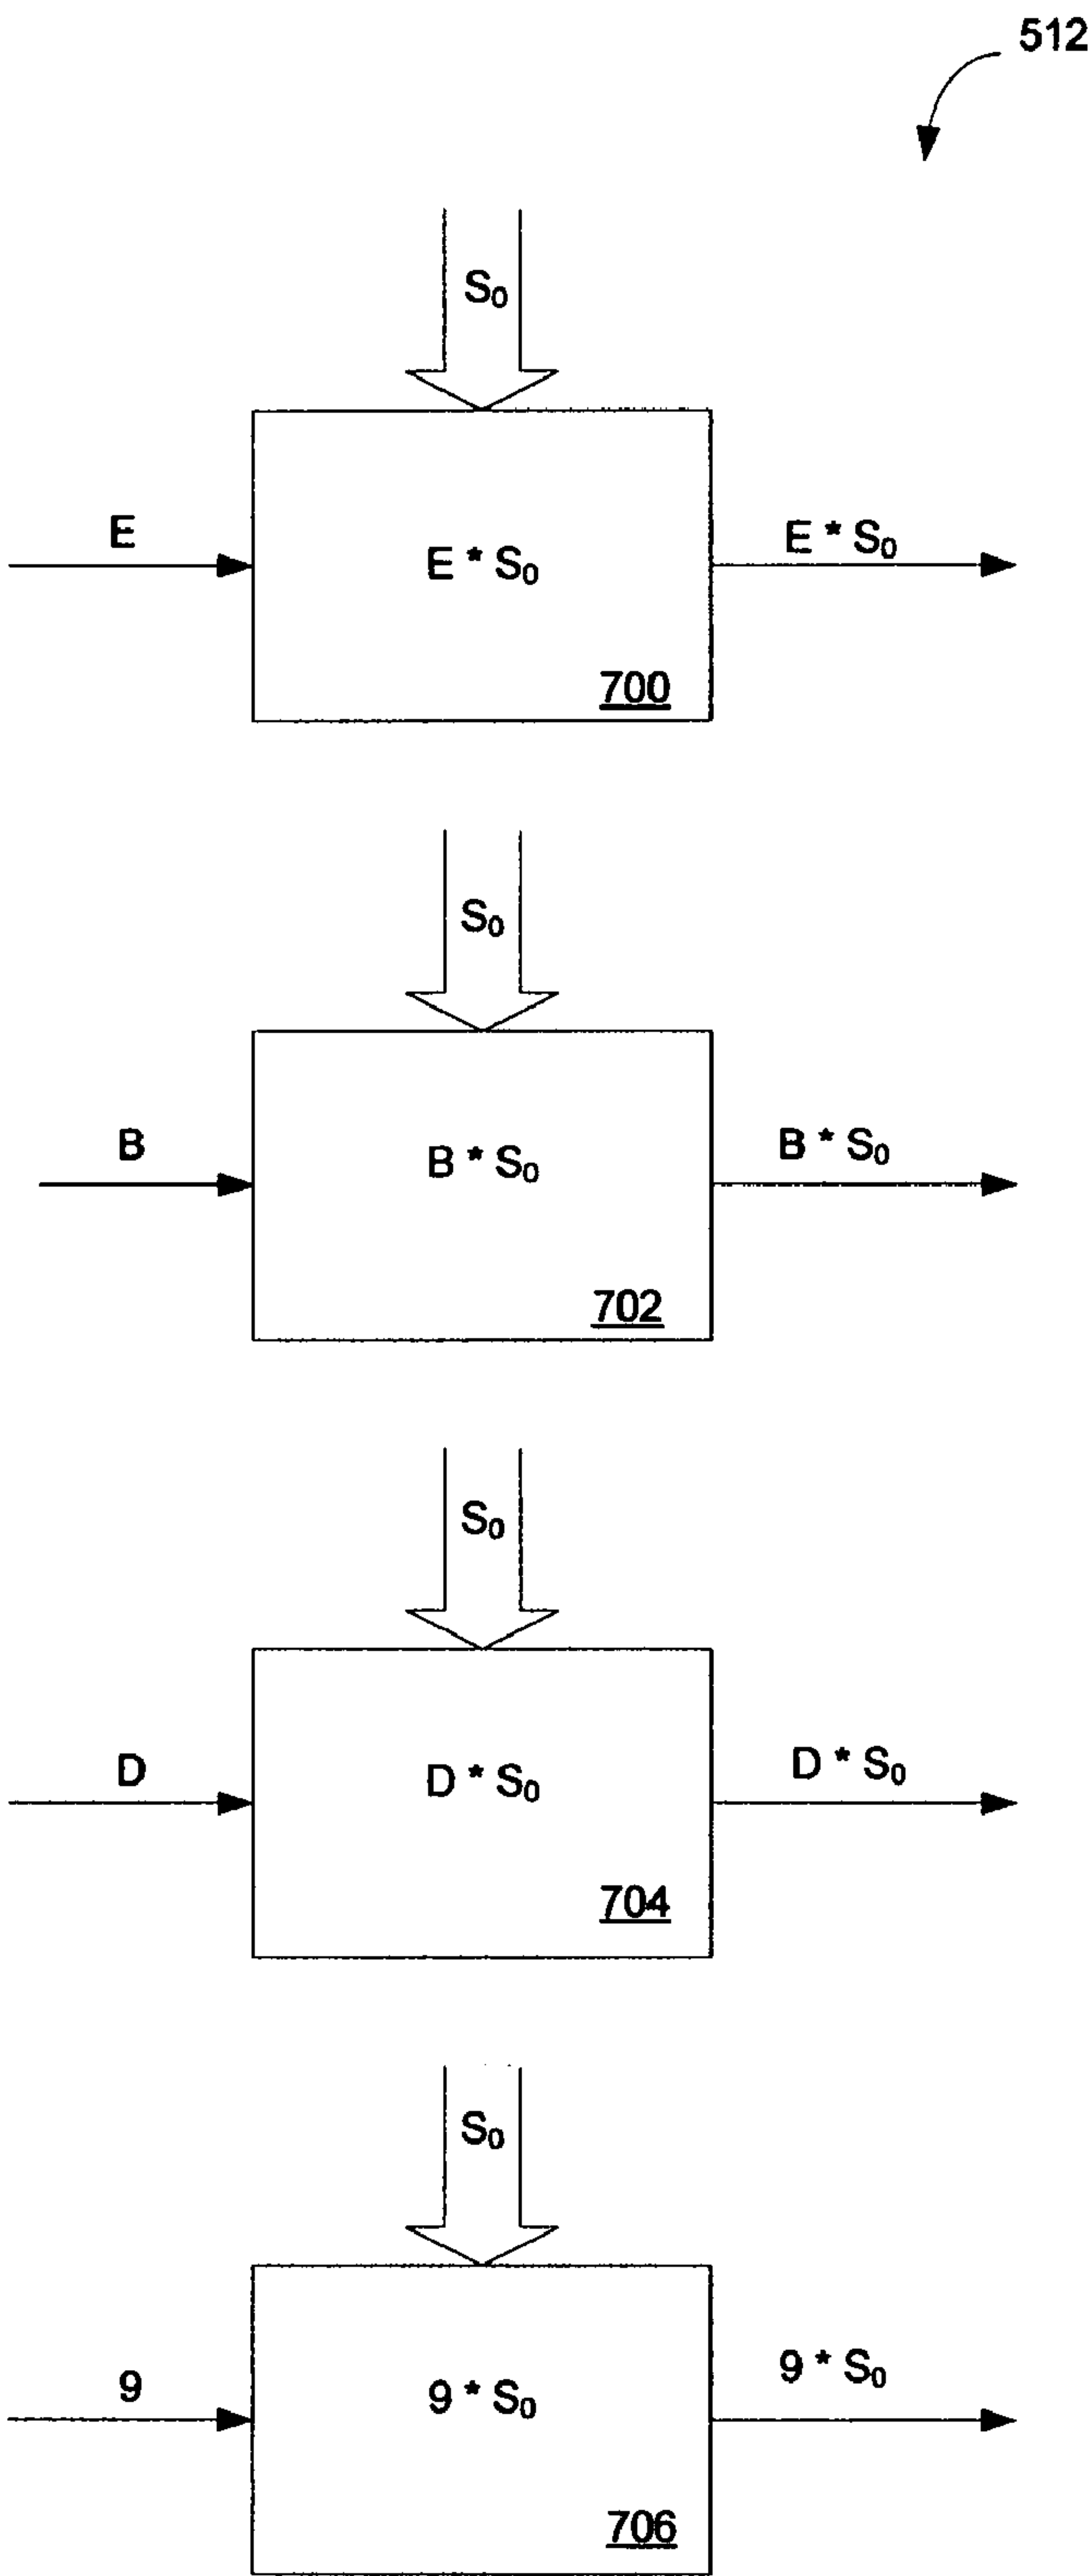 512
S₀
E
E * S₀
E * S₀
700
S₀
B
B * S₀
B * S₀
702
S₀
D
D * S₀
D * S₀
704
S₀
9
9 * S₀
9 * S₀
706